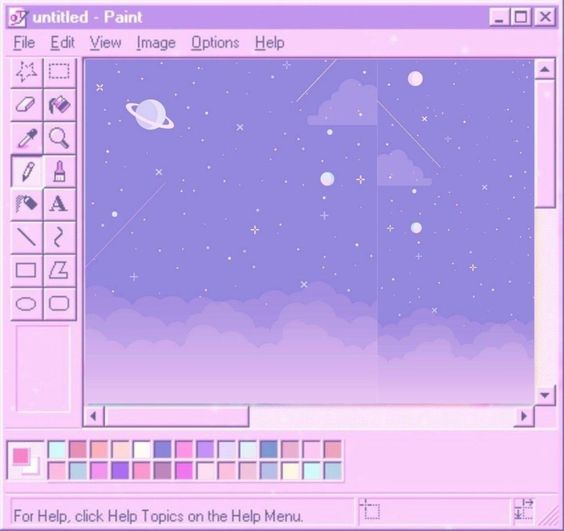 untitled - Paint
File Edit View Image Options Help
A
For Help, click Help Topics on the Help Menu.